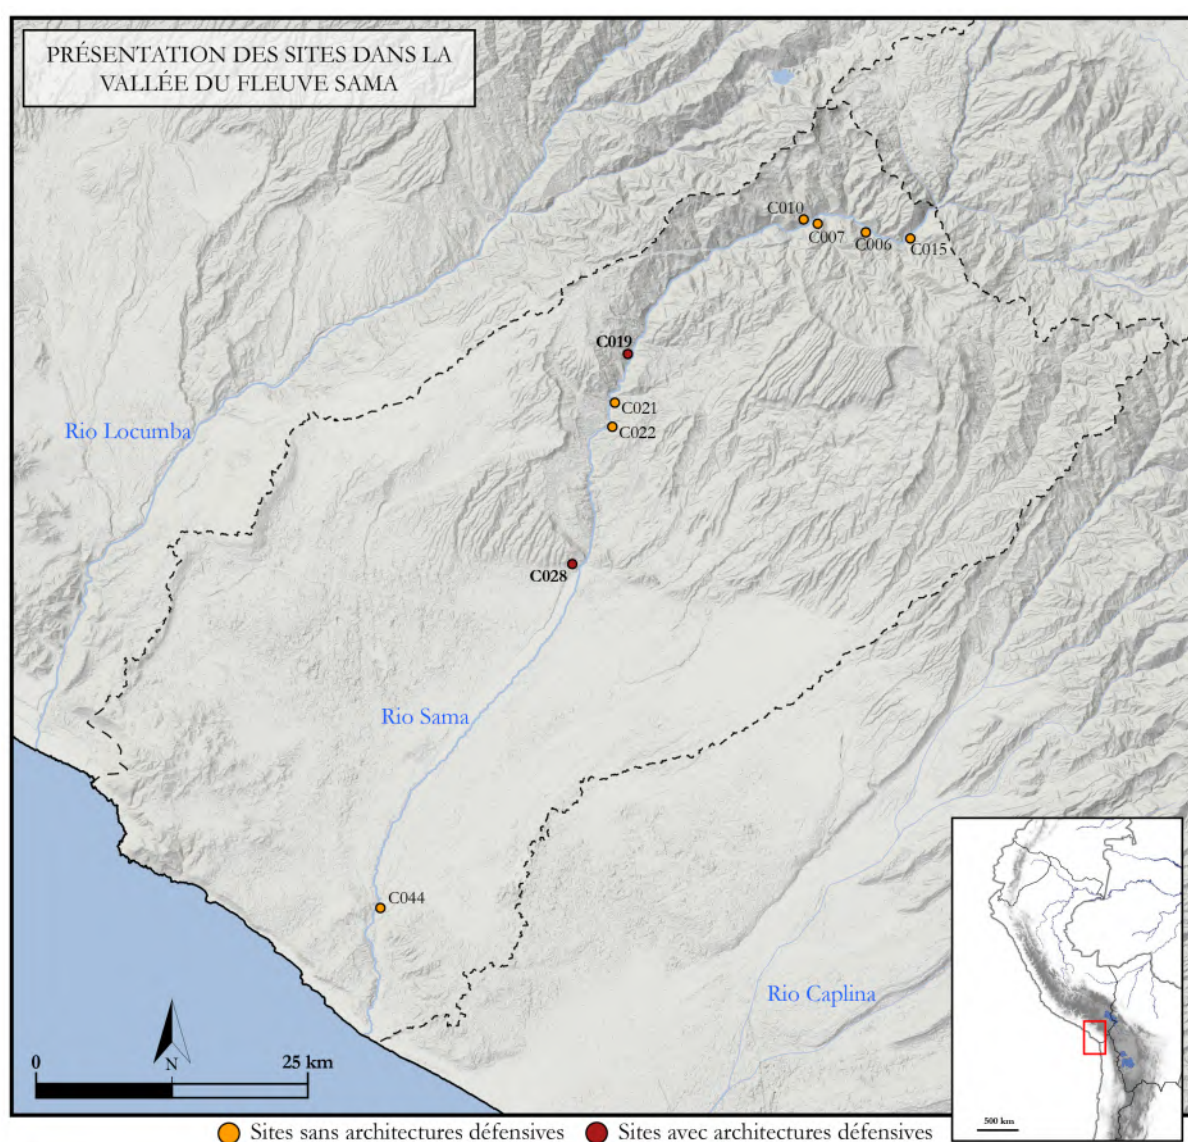 PRÉSENTATION DES SITES DANS LA
VALLÉE DU FLEUVE SAMA
C010
C007
C006
C015
C019
C021
C022
Rio Locumba
C028
Rio Sama
C044
Rio Caplina
0
25 km
N
500 km
Sites sans architectures défensives
Sites avec architectures défensives